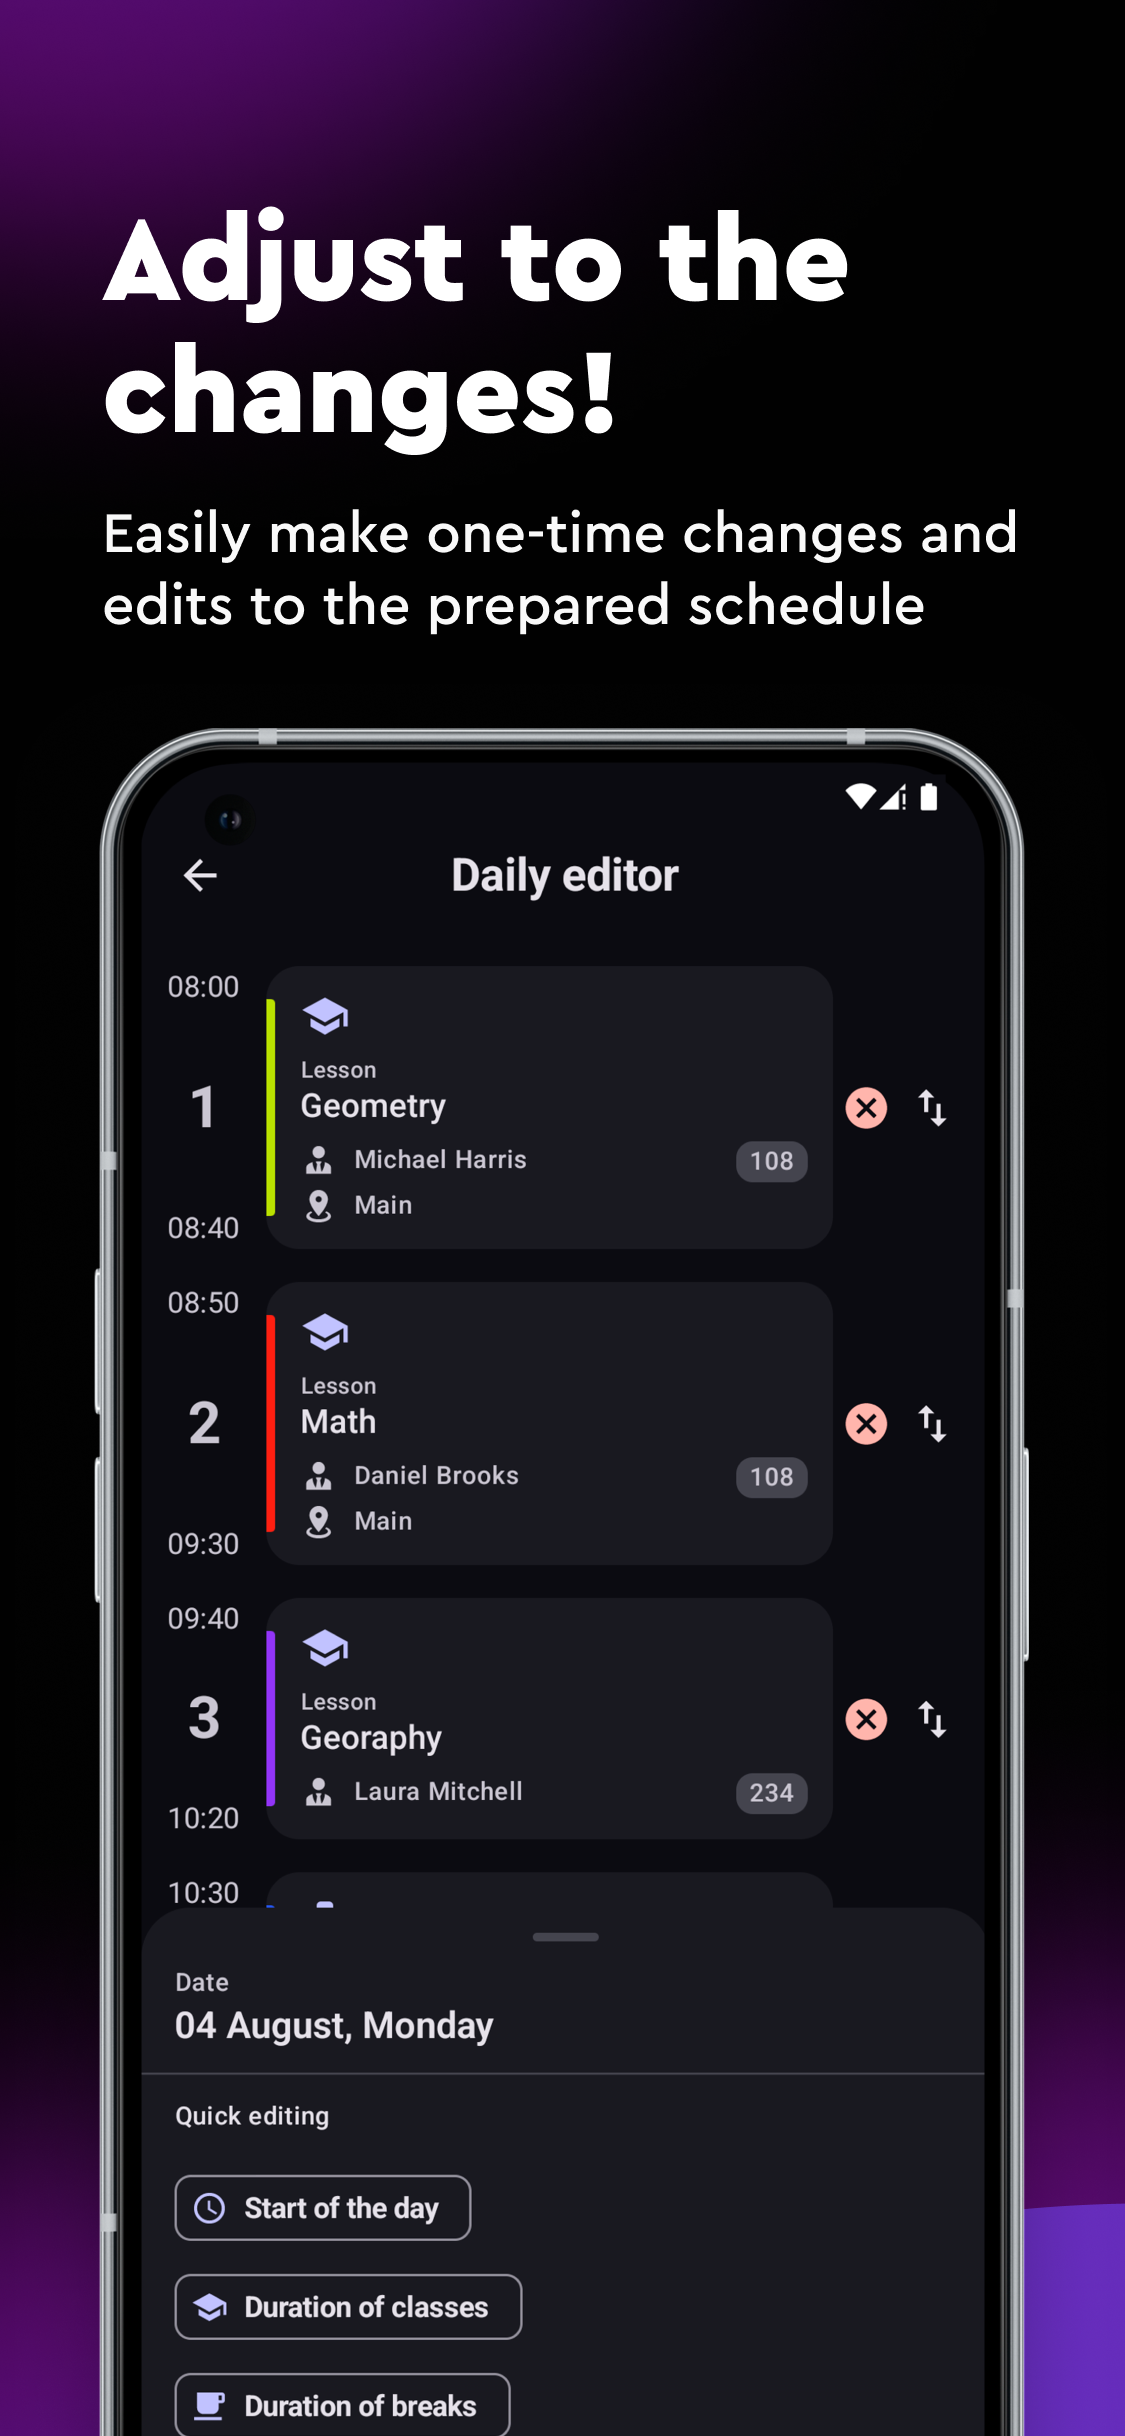 Adjust to the
changes!
Easily make one-time changes and
edits to the prepared schedule
Daily editor
08:00
Lesson
1
Geometry
Michael Harris
108
Main
08:40
08:50
Lesson
2
Math
Daniel Brooks
108
Main
09:30
09:40
Lesson
3
Georaphy
Laura Mitchell
234
10:20
10:30
Date
04 August, Monday
Quick editing
Start of the day
Duration of classes
Duration of breaks